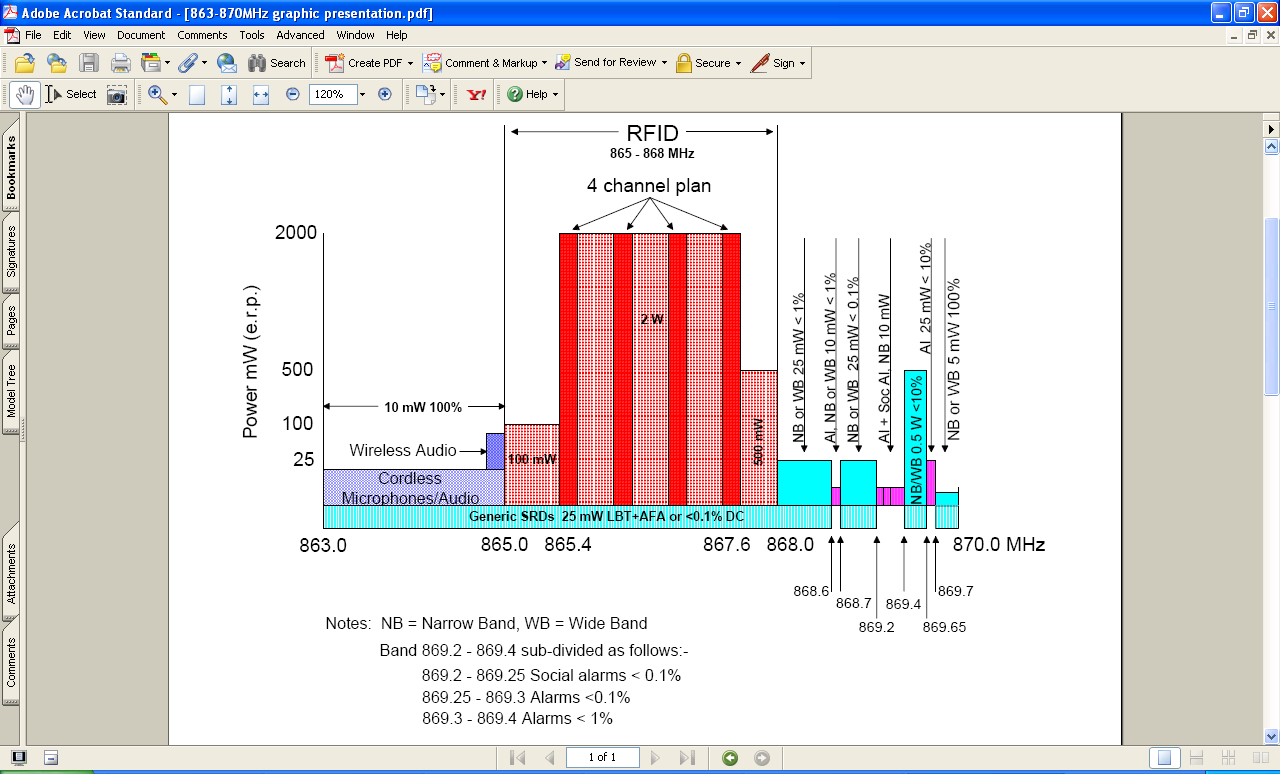 Adobe Acrobat Standard - [863-870MHz graphic presentation.pdf]
File Edit View Document Comments Tools Advanced Window Help
Search Create PDF Comment & Markup Send for Review Secure Sign
Select 120% Y! Help
Bookmarks
Signatures
Pages
Model Tree
Attachments
Comments
RFID
865 - 868 MHz
4 channel plan
Power mW (e.r.p.)
2000
500
100
25
2 W
10 mW 100%
Wireless Audio
100 mW
500 mW
Cordless
Microphones/Audio
NB or WB 25 mW < 1%
AI, NB or WB 10 mW < 1%
NB or WB 25 mW < 0.1%
AI + Soc AI, NB 10 mW
NB/WB 0.5 W <10%
AI 25 mW < 10%
NB or WB 5 mW 100%
Generic SRDs 25 mW LBT+AFA or <0.1% DC
863.0 865.0 865.4 867.6 868.0 870.0 MHz
868.6 868.7 869.2 869.4 869.65 869.7
Notes: NB = Narrow Band, WB = Wide Band
Band 869.2 - 869.4 sub-divided as follows:-
869.2 - 869.25 Social alarms < 0.1%
869.25 - 869.3 Alarms <0.1%
869.3 - 869.4 Alarms < 1%
1 of 1